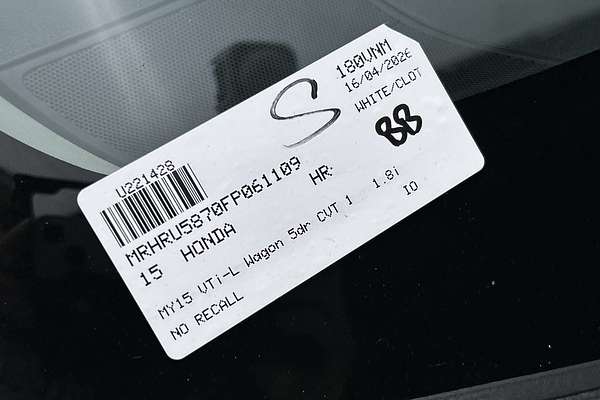 180VNM
16/04/2026
WHITE/CLOT
S
BB
U221428
MRHRU5870FP061109
15 HONDA HR-
MY15 VTi-L Wagon 5dr CVT 1 1.8i
NO RECALL IO